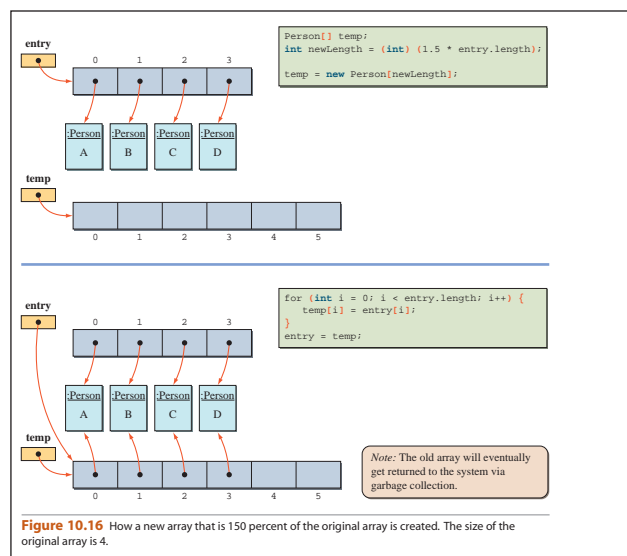 entry
0 1 2 3
:Person :Person :Person :Person
A B C D
temp
0 1 2 3 4 5
Person[] temp;
int newLength = (int) (1.5 * entry.length);
temp = new Person[newLength];
entry
0 1 2 3
:Person :Person :Person :Person
A B C D
temp
0 1 2 3 4 5
for (int i = 0; i < entry.length; i++) {
temp[i] = entry[i];
}
entry = temp;
Note: The old array will eventually
get returned to the system via
garbage collection.
Figure 10.16 How a new array that is 150 percent of the original array is created. The size of the
original array is 4.